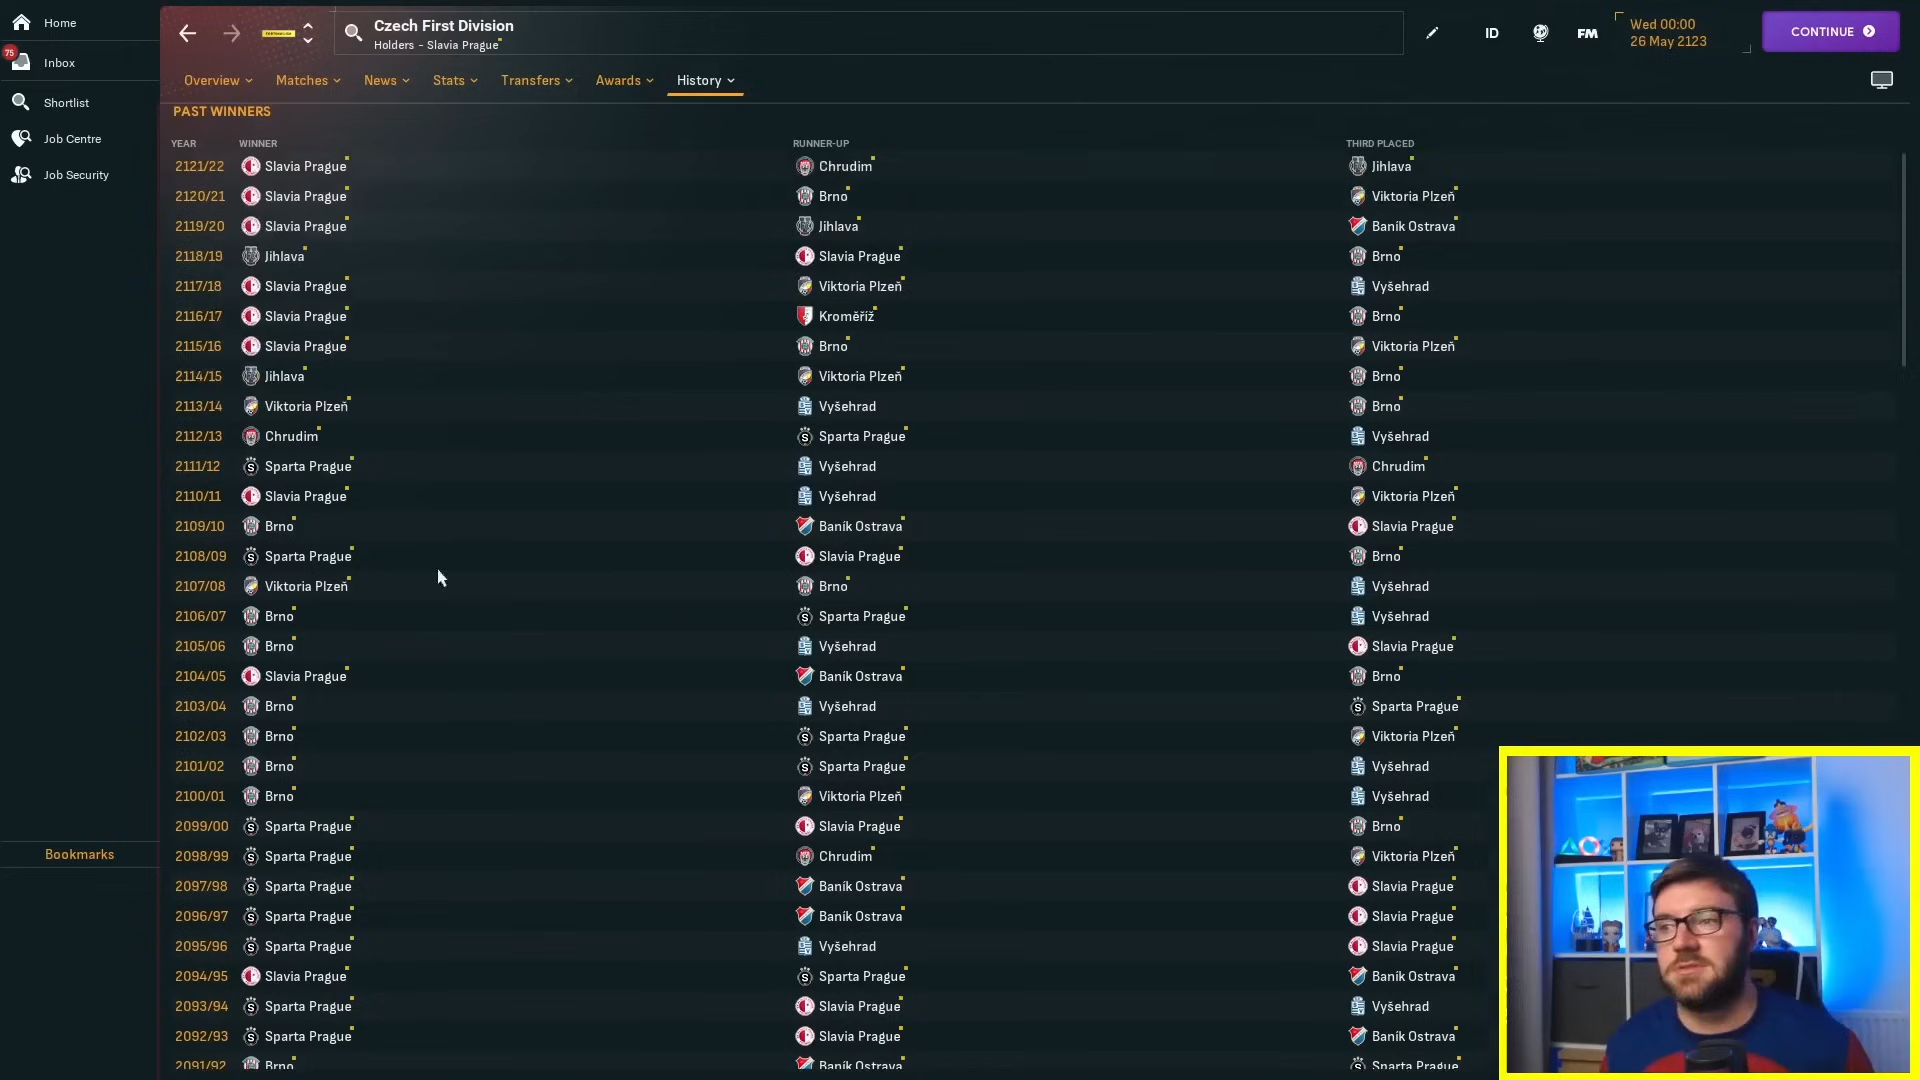 Home
75
Inbox
Shortlist
Job Centre
Job Security
Bookmarks
Czech First Division
Holders - Slavia Prague
ID
FM
Wed 00:00
26 May 2123
CONTINUE
Overview Matches News Stats Transfers Awards History
PAST WINNERS
YEAR WINNER RUNNER-UP THIRD PLACED
2121/22 Slavia Prague Chrudim Jihlava
2120/21 Slavia Prague Brno Viktoria Plzeň
2119/20 Slavia Prague Jihlava Baník Ostrava
2118/19 Jihlava Slavia Prague Brno
2117/18 Slavia Prague Viktoria Plzeň Vyšehrad
2116/17 Slavia Prague Kroměříž Brno
2115/16 Slavia Prague Brno Viktoria Plzeň
2114/15 Jihlava Viktoria Plzeň Brno
2113/14 Viktoria Plzeň Vyšehrad Brno
2112/13 Chrudim Sparta Prague Vyšehrad
2111/12 Sparta Prague Vyšehrad Chrudim
2110/11 Slavia Prague Vyšehrad Viktoria Plzeň
2109/10 Brno Baník Ostrava Slavia Prague
2108/09 Sparta Prague Slavia Prague Brno
2107/08 Viktoria Plzeň Brno Vyšehrad
2106/07 Brno Sparta Prague Vyšehrad
2105/06 Brno Vyšehrad Slavia Prague
2104/05 Slavia Prague Baník Ostrava Brno
2103/04 Brno Vyšehrad Sparta Prague
2102/03 Brno Sparta Prague Viktoria Plzeň
2101/02 Brno Sparta Prague Vyšehrad
2100/01 Brno Viktoria Plzeň Vyšehrad
2099/00 Sparta Prague Slavia Prague Brno
2098/99 Sparta Prague Chrudim Viktoria Plzeň
2097/98 Sparta Prague Baník Ostrava Slavia Prague
2096/97 Sparta Prague Baník Ostrava Slavia Prague
2095/96 Sparta Prague Vyšehrad Slavia Prague
2094/95 Slavia Prague Sparta Prague Baník Ostrava
2093/94 Sparta Prague Slavia Prague Vyšehrad
2092/93 Sparta Prague Slavia Prague Baník Ostrava
2091/92 Brno Baník Ostrava Sparta Prague